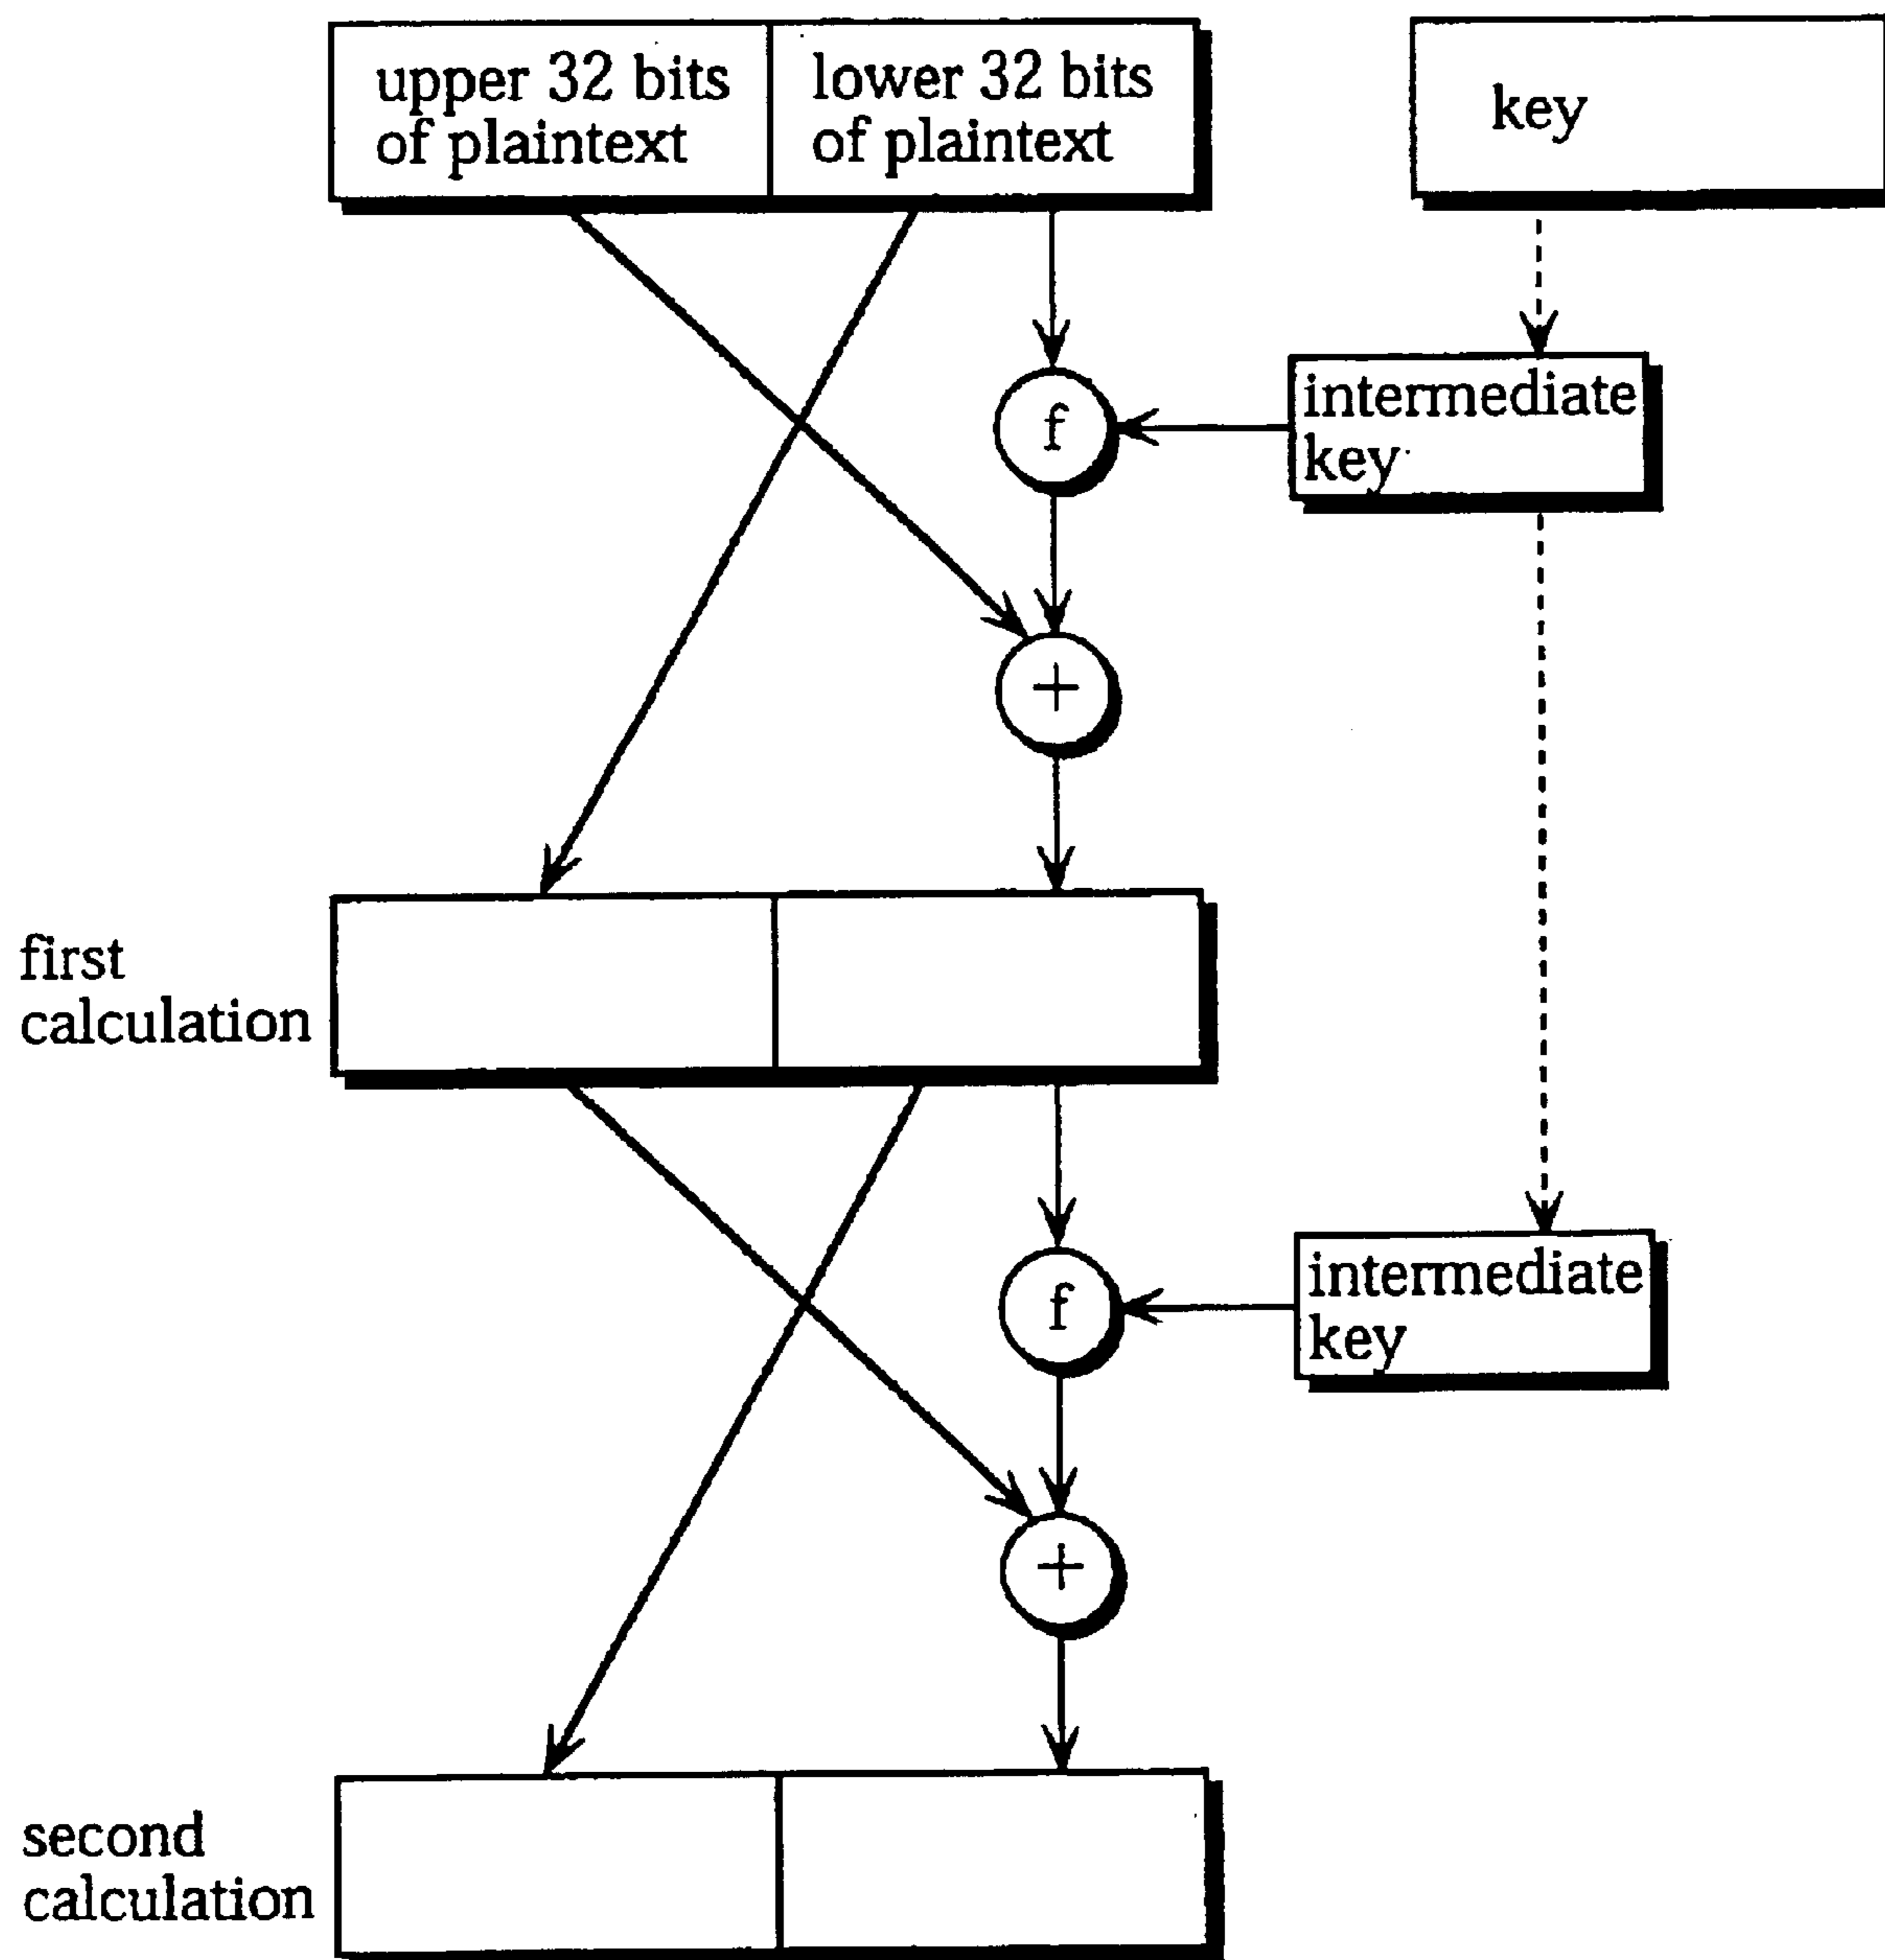 upper 32 bits
of plaintext
lower 32 bits
of plaintext
key
f
intermediate
key
+
first
calculation
f
intermediate
key
+
second
calculation